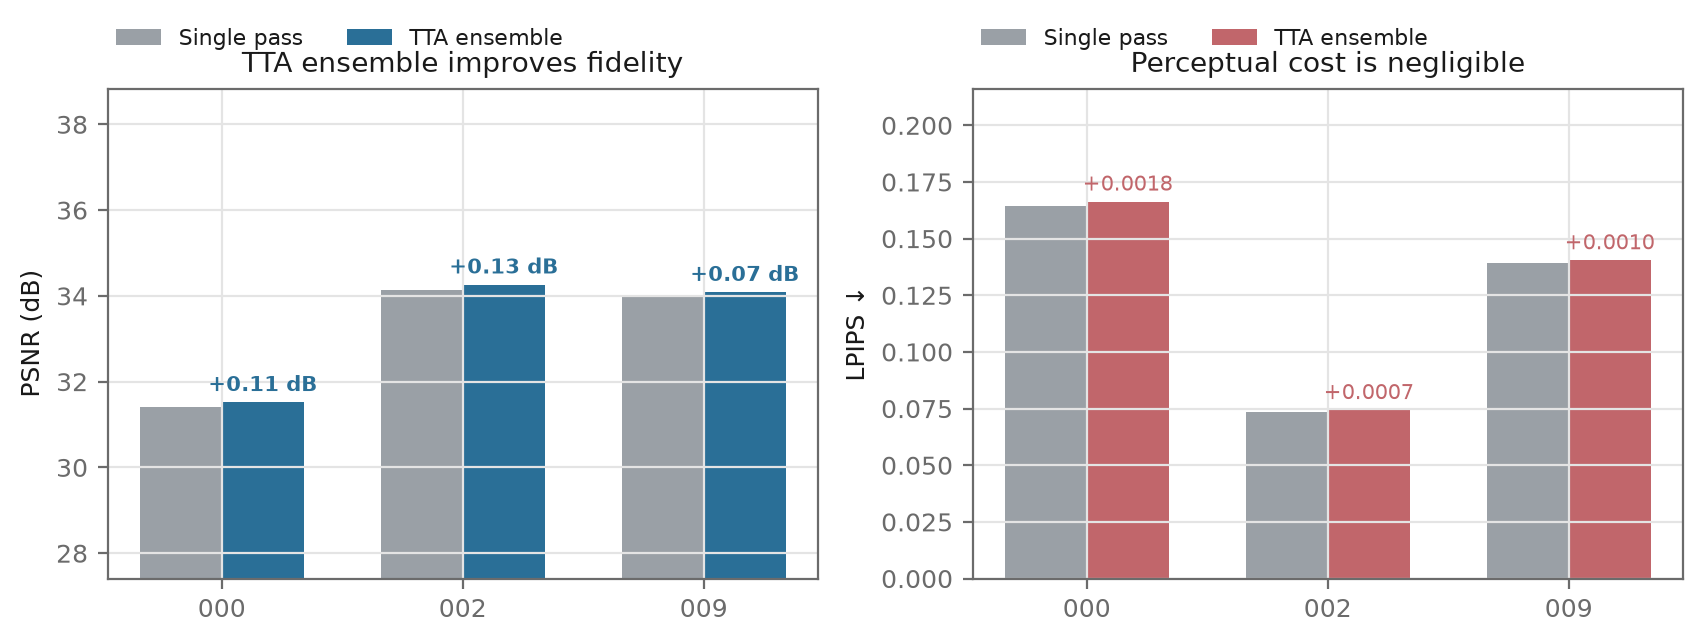 Single pass TTA ensemble
TTA ensemble improves fidelity
38
36
34
32
30
28
PSNR (dB)
+0.11 dB
+0.13 dB
+0.07 dB
000 002 009
Single pass TTA ensemble
Perceptual cost is negligible
0.200
0.175
0.150
0.125
0.100
0.075
0.050
0.025
0.000
LPIPS ↓
+0.0018
+0.0007
+0.0010
000 002 009